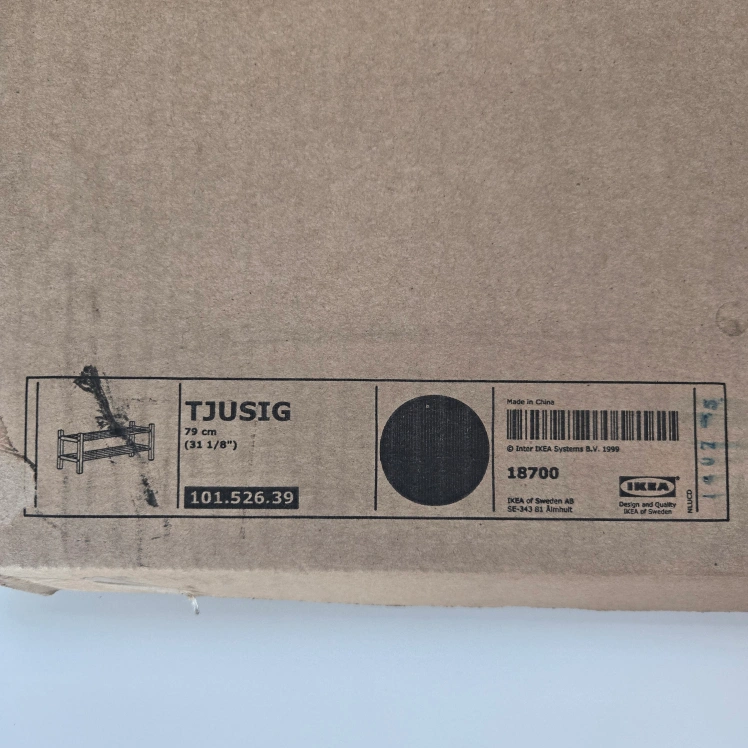 TJUSIG
79 cm
(31 1/8")
101.526.39
Made in China
© Inter IKEA Systems B.V. 1999
18700
IKEA of Sweden AB
SE-343 81 Älmhult
IKEA
Design and Quality
IKEA of Sweden